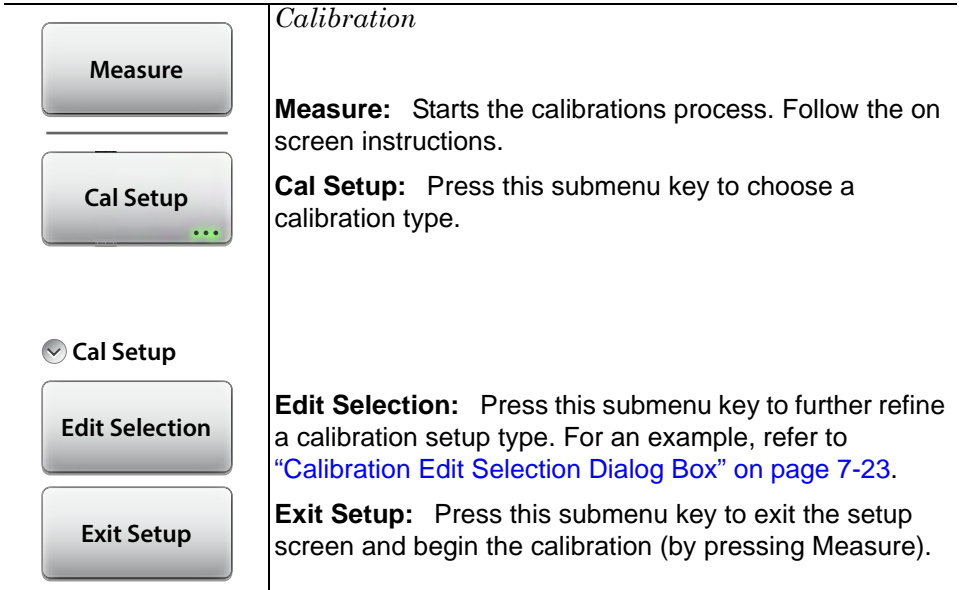 Calibration
Measure
Measure: Starts the calibrations process. Follow the on
screen instructions.
Cal Setup
Cal Setup: Press this submenu key to choose a
calibration type.
Cal Setup
Edit Selection
Edit Selection: Press this submenu key to further refine
a calibration setup type. For an example, refer to
“Calibration Edit Selection Dialog Box” on page 7-23.
Exit Setup
Exit Setup: Press this submenu key to exit the setup
screen and begin the calibration (by pressing Measure).